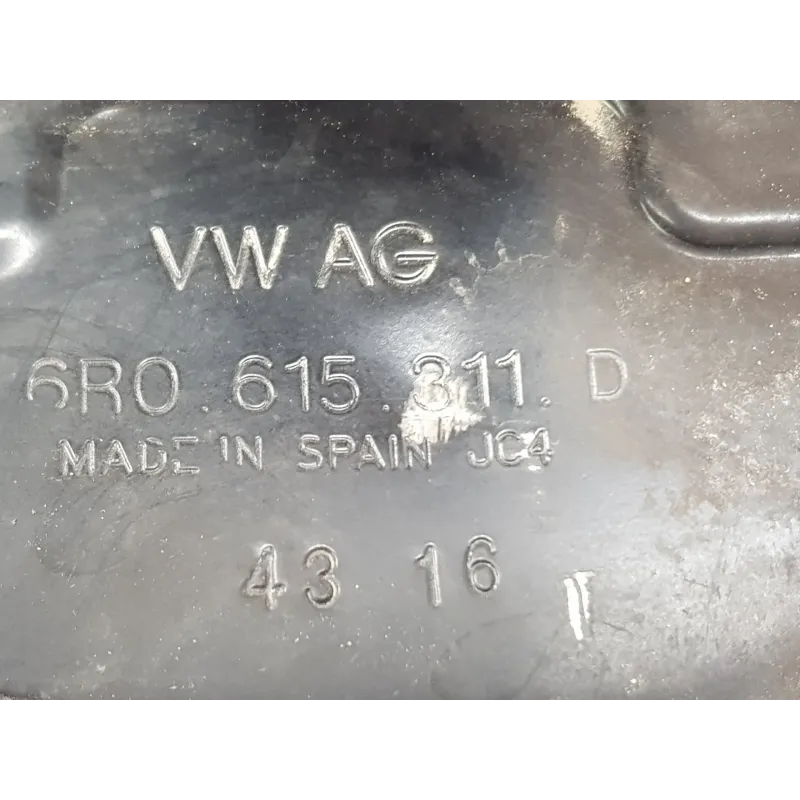 VW AG
6R0.615.311.D
MADE IN SPAIN JC4
43 16